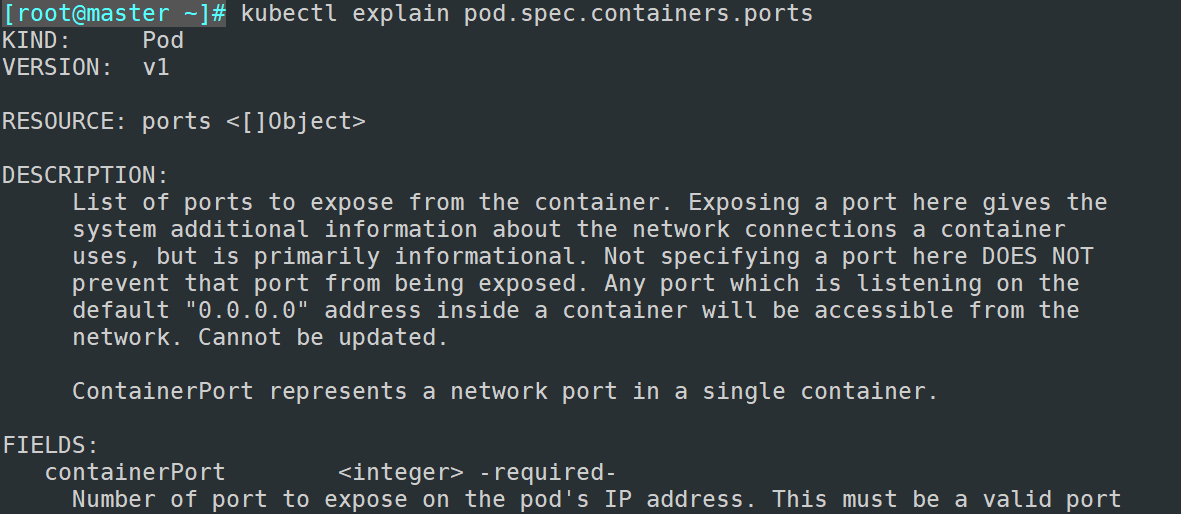 [root@master ~]# kubectl explain pod.spec.containers.ports
KIND:     Pod
VERSION:  v1
RESOURCE: ports <[]Object>
DESCRIPTION:
     List of ports to expose from the container. Exposing a port here gives the
     system additional information about the network connections a container
     uses, but is primarily informational. Not specifying a port here DOES NOT
     prevent that port from being exposed. Any port which is listening on the
     default "0.0.0.0" address inside a container will be accessible from the
     network. Cannot be updated.
     ContainerPort represents a network port in a single container.
FIELDS:
   containerPort        <integer> -required-
     Number of port to expose on the pod's IP address. This must be a valid port